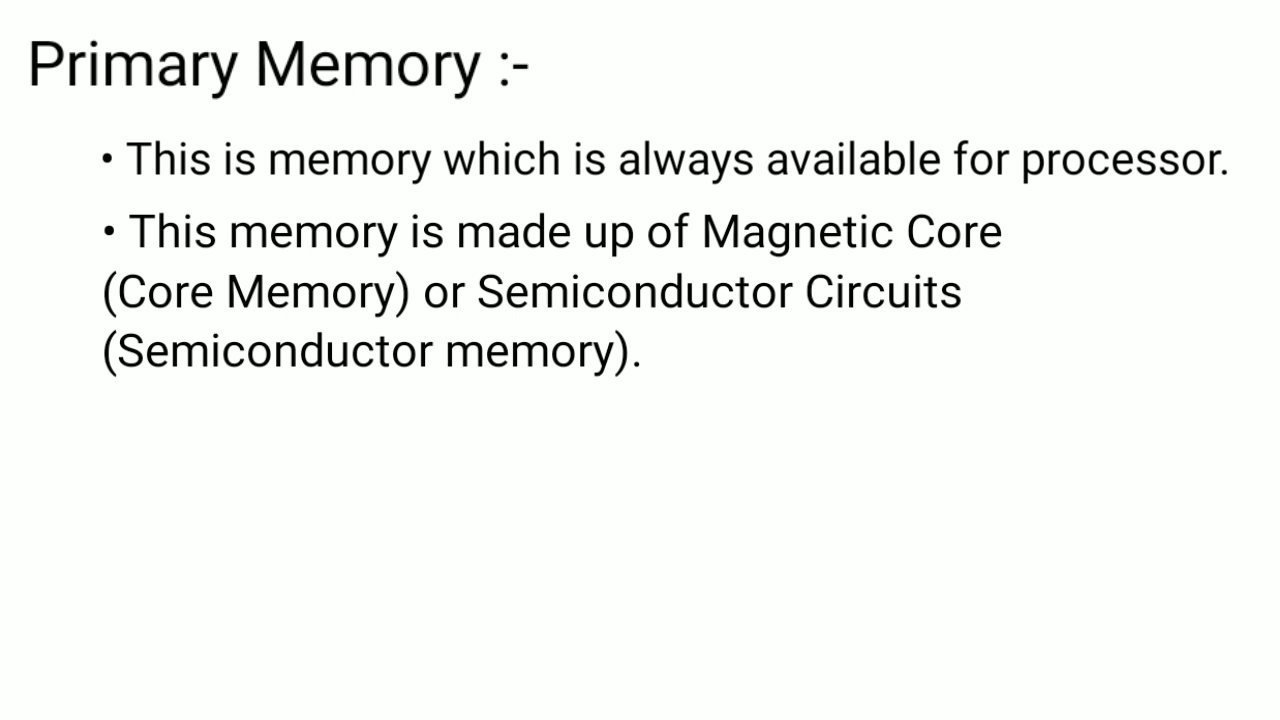 Primary Memory :-
• This is memory which is always available for processor.
• This memory is made up of Magnetic Core
(Core Memory) or Semiconductor Circuits
(Semiconductor memory).